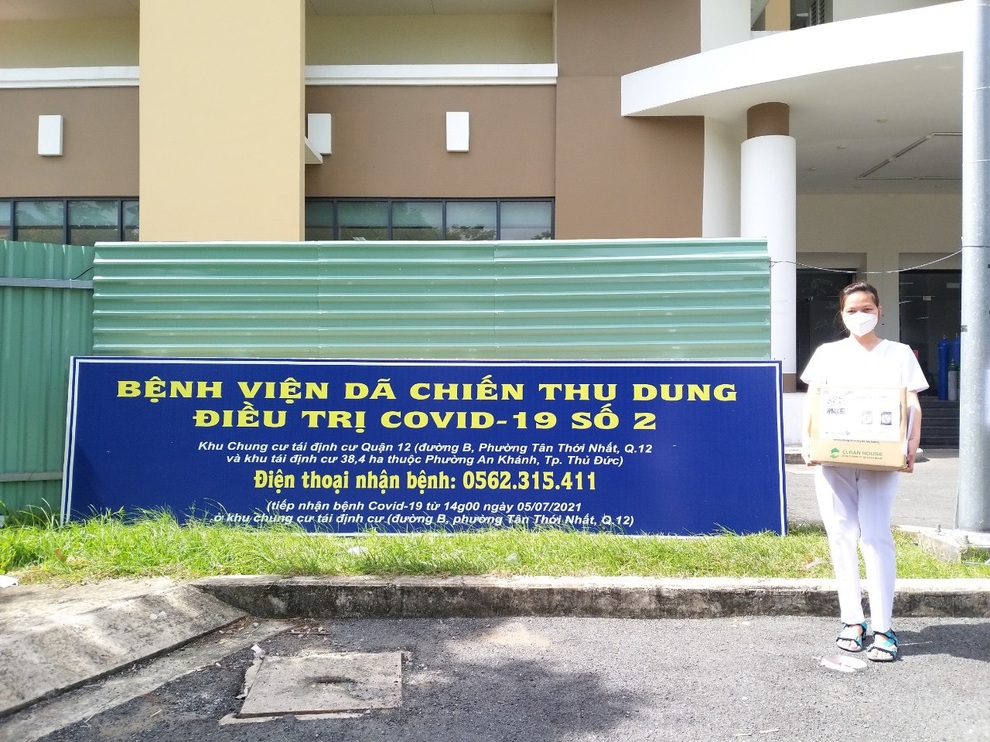 BỆNH VIỆN DÃ CHIẾN THU DUNG
ĐIỀU TRỊ COVID-19 SỐ 2
Khu Chung cư tái định cư Quận 12 (đường B, Phường Tân Thới Nhất, Q.12
và khu tái định cư 38,4 ha thuộc Phường An Khánh, Tp. Thủ Đức)
Điện thoại nhận bệnh: 0562.315.411
(tiếp nhận bệnh Covid-19 từ 14g00 ngày 05/07/2021
ở khu chung cư tái định cư (đường B, phường Tân Thới Nhất, Q.12)
CLEAN HOUSE